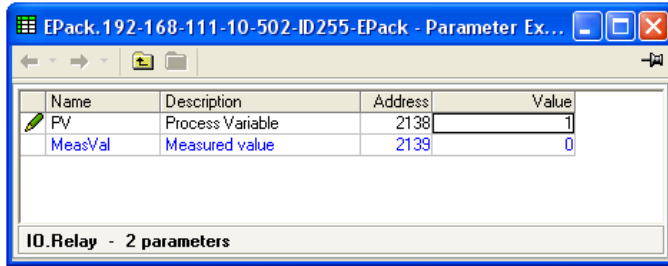 EPack.192-168-111-10-502-ID255-EPack - Parameter Ex...
Name Description Address Value
PV Process Variable 2138 1
MeasVal Measured value 2139 0
IO.Relay - 2 parameters